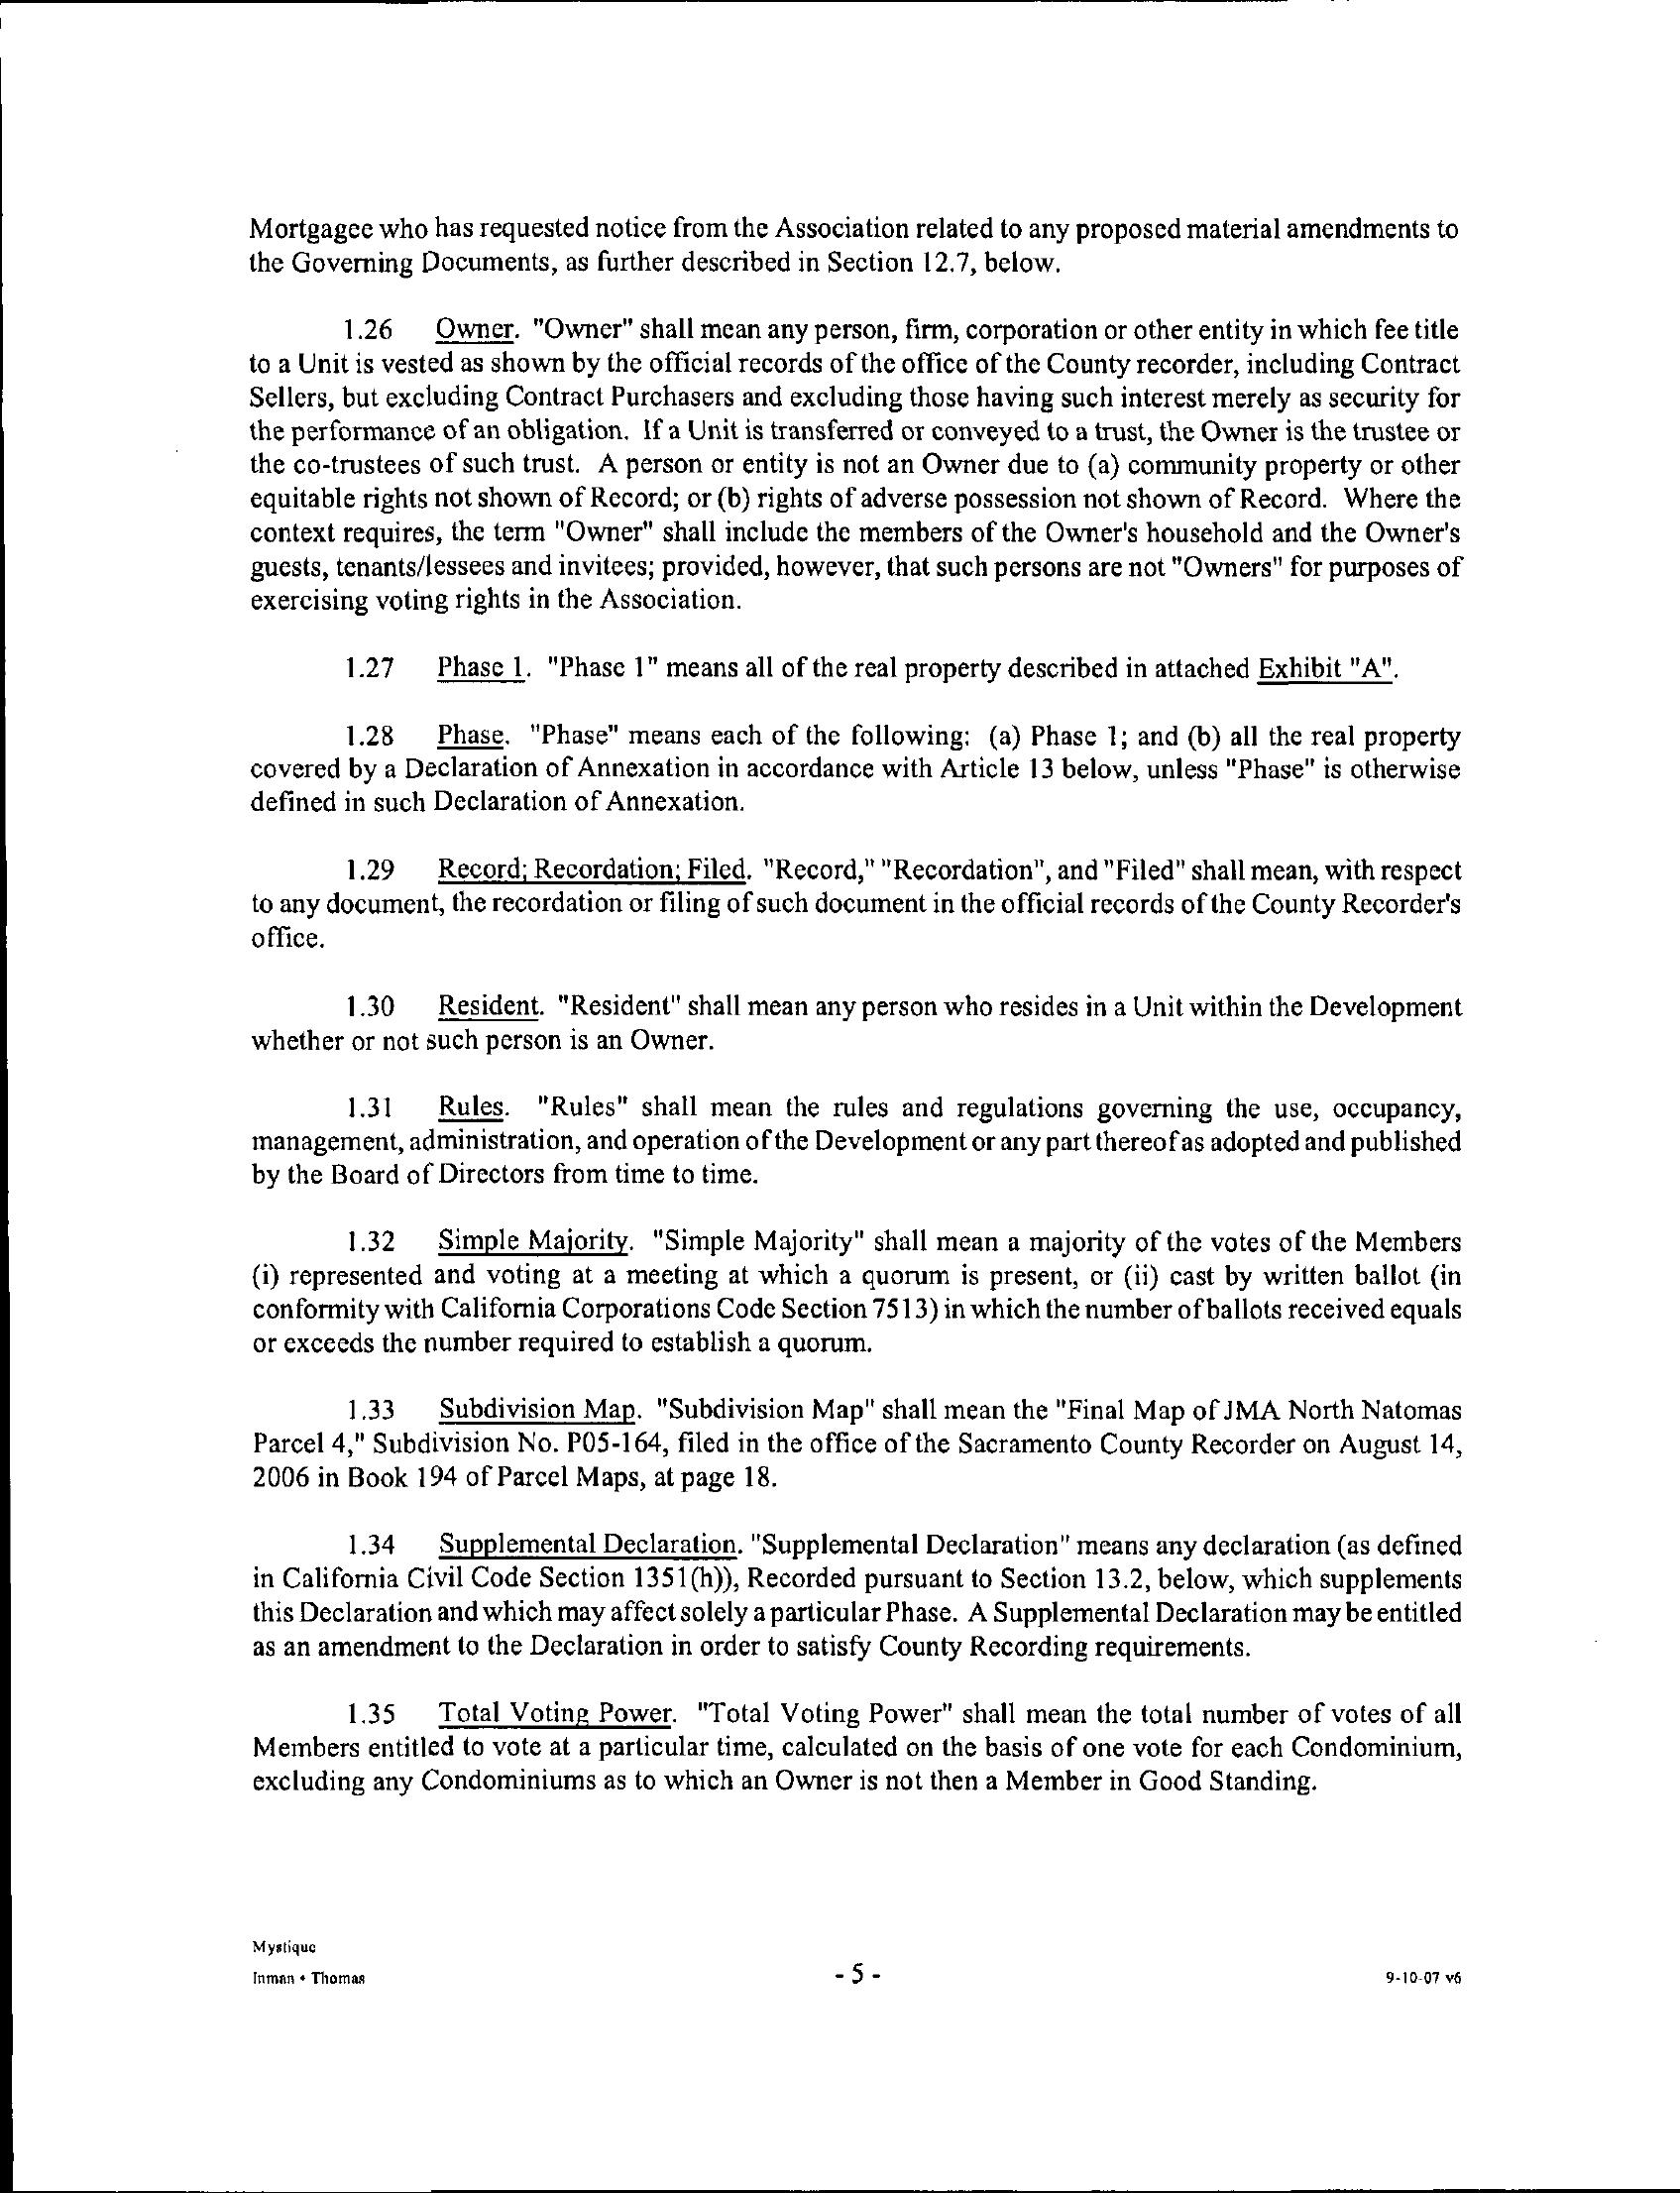 Mortgagee who has requested notice from the Association related to any proposed material amendments to
the Governing Documents, as further described in Section 12.7, below.
1.26 Owner. "Owner" shall mean any person, firm, corporation or other entity in which fee title
to a Unit is vested as shown by the official records of the office of the County recorder, including Contract
Sellers, but excluding Contract Purchasers and excluding those having such interest merely as security for
the performance of an obligation. If a Unit is transferred or conveyed to a trust, the Owner is the trustee or
the co-trustees of such trust. A person or entity is not an Owner due to (a) community property or other
equitable rights not shown of Record; or (b) rights of adverse possession not shown of Record. Where the
context requires, the term "Owner" shall include the members of the Owner's household and the Owner's
guests, tenants/lessees and invitees; provided, however, that such persons are not "Owners" for purposes of
exercising voting rights in the Association.
1.27 Phase 1. "Phase 1" means all of the real property described in attached Exhibit "A".
1.28 Phase. "Phase" means each of the following: (a) Phase 1; and (b) all the real property
covered by a Declaration of Annexation in accordance with Article 13 below, unless "Phase" is otherwise
defined in such Declaration of Annexation.
1.29 Record; Recordation; Filed. "Record," "Recordation", and "Filed" shall mean, with respect
to any document, the recordation or filing of such document in the official records of the County Recorder's
office.
1.30 Resident. "Resident" shall mean any person who resides in a Unit within the Development
whether or not such person is an Owner.
1.31 Rules. "Rules" shall mean the rules and regulations governing the use, occupancy,
management, administration, and operation of the Development or any part thereof as adopted and published
by the Board of Directors from time to time.
1.32 Simple Majority. "Simple Majority" shall mean a majority of the votes of the Members
(i) represented and voting at a meeting at which a quorum is present, or (ii) cast by written ballot (in
conformity with California Corporations Code Section 7513) in which the number of ballots received equals
or exceeds the number required to establish a quorum.
1.33 Subdivision Map. "Subdivision Map" shall mean the "Final Map of JMA North Natomas
Parcel 4," Subdivision No. P05-164, filed in the office of the Sacramento County Recorder on August 14,
2006 in Book 194 of Parcel Maps, at page 18.
1.34 Supplemental Declaration. "Supplemental Declaration" means any declaration (as defined
in California Civil Code Section 1351(h)), Recorded pursuant to Section 13.2, below, which supplements
this Declaration and which may affect solely a particular Phase. A Supplemental Declaration may be entitled
as an amendment to the Declaration in order to satisfy County Recording requirements.
1.35 Total Voting Power. "Total Voting Power" shall mean the total number of votes of all
Members entitled to vote at a particular time, calculated on the basis of one vote for each Condominium,
excluding any Condominiums as to which an Owner is not then a Member in Good Standing.
Mystique
Inman • Thomas - 5 - 9-10-07 v6